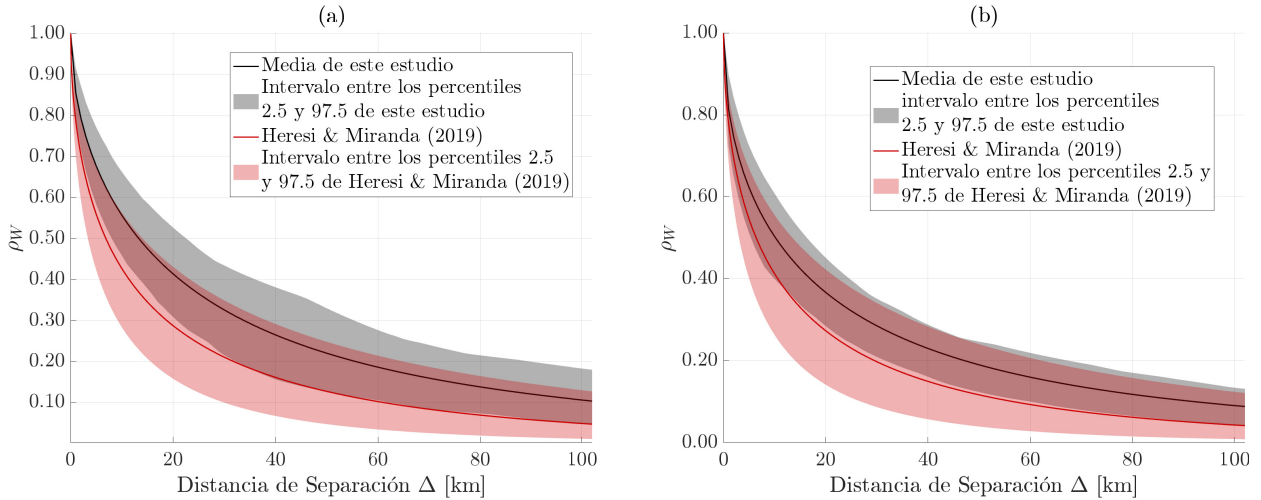 (a)
1.00
0.90
0.80
0.70
0.60
0.50
0.40
0.30
0.20
0.10
ρW
Media de este estudio
Intervalo entre los percentiles
2.5 y 97.5 de este estudio
Heresi & Miranda (2019)
Intervalo entre los percentiles 2.5
y 97.5 de Heresi & Miranda (2019)
0 20 40 60 80 100
Distancia de Separación Δ [km]
(b)
1.00
0.80
0.60
0.40
0.20
0.00
ρW
Media de este estudio
intervalo entre los percentiles
2.5 y 97.5 de este estudio
Heresi & Miranda (2019)
Intervalo entre los percentiles 2.5 y
97.5 de Heresi & Miranda (2019)
0 20 40 60 80 100
Distancia de Separación Δ [km]